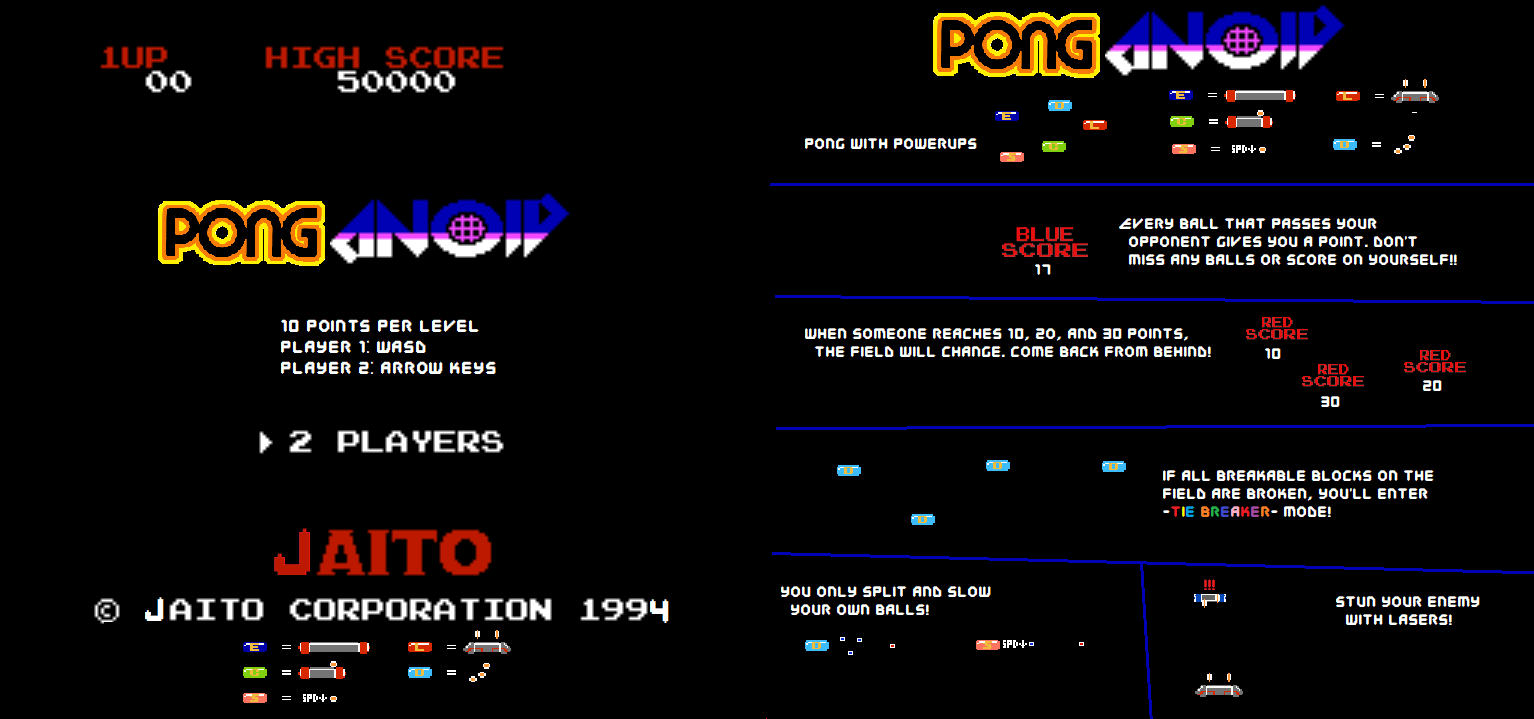 1UP HIGH SCORE
00 50000
PONGANOID
10 POINTS PER LEVEL
PLAYER 1: WASD
PLAYER 2: ARROW KEYS
2 PLAYERS
JAITO
© JAITO CORPORATION 1994
E = L =
= =
S = SPD↓
PONGANOID
PONG WITH POWERUPS
E L S
E = L =
= =
S = SPD↓
BLUE
SCORE
17
EVERY BALL THAT PASSES YOUR
OPPONENT GIVES YOU A POINT. DON'T
MISS ANY BALLS OR SCORE ON YOURSELF!!
WHEN SOMEONE REACHES 10, 20, AND 30 POINTS,
THE FIELD WILL CHANGE. COME BACK FROM BEHIND!
RED
SCORE
10
RED
SCORE
30
RED
SCORE
20
IF ALL BREAKABLE BLOCKS ON THE
FIELD ARE BROKEN, YOU'LL ENTER
-TIE BREAKER- MODE!
YOU ONLY SPLIT AND SLOW
YOUR OWN BALLS!
S SPD↓
!!!
STUN YOUR ENEMY
WITH LASERS!